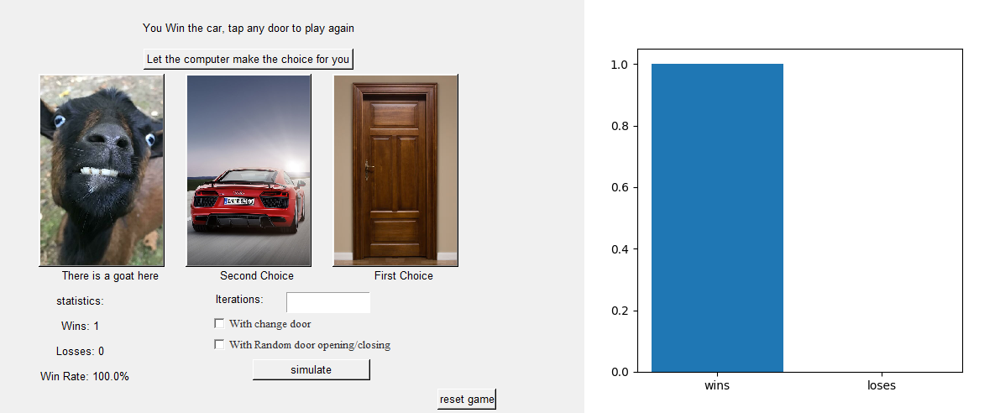 You Win the car, tap any door to play again
Let the computer make the choice for you
There is a goat here
Second Choice
First Choice
statistics:
Wins: 1
Losses: 0
Win Rate: 100.0%
Iterations:
With change door
With Random door opening/closing
simulate
reset game
1.0
0.8
0.6
0.4
0.2
0.0
wins
loses